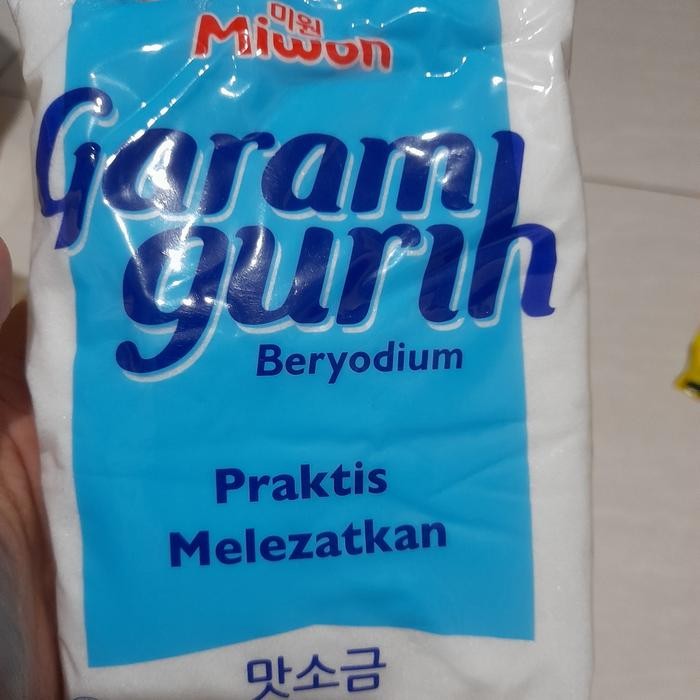 미원
Miwon
Garam
gurih
Beryodium
Praktis
Melezatkan
맛소금